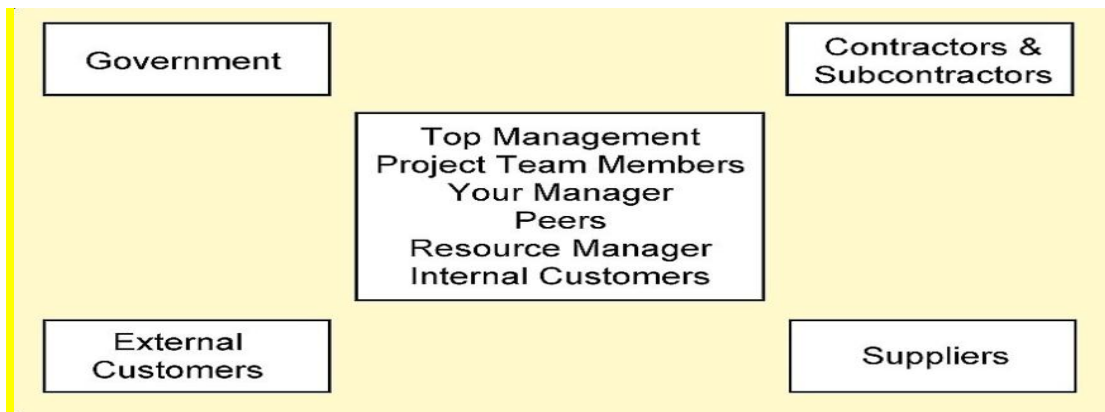 Government
Contractors &
Subcontractors
Top Management
Project Team Members
Your Manager
Peers
Resource Manager
Internal Customers
External
Customers
Suppliers